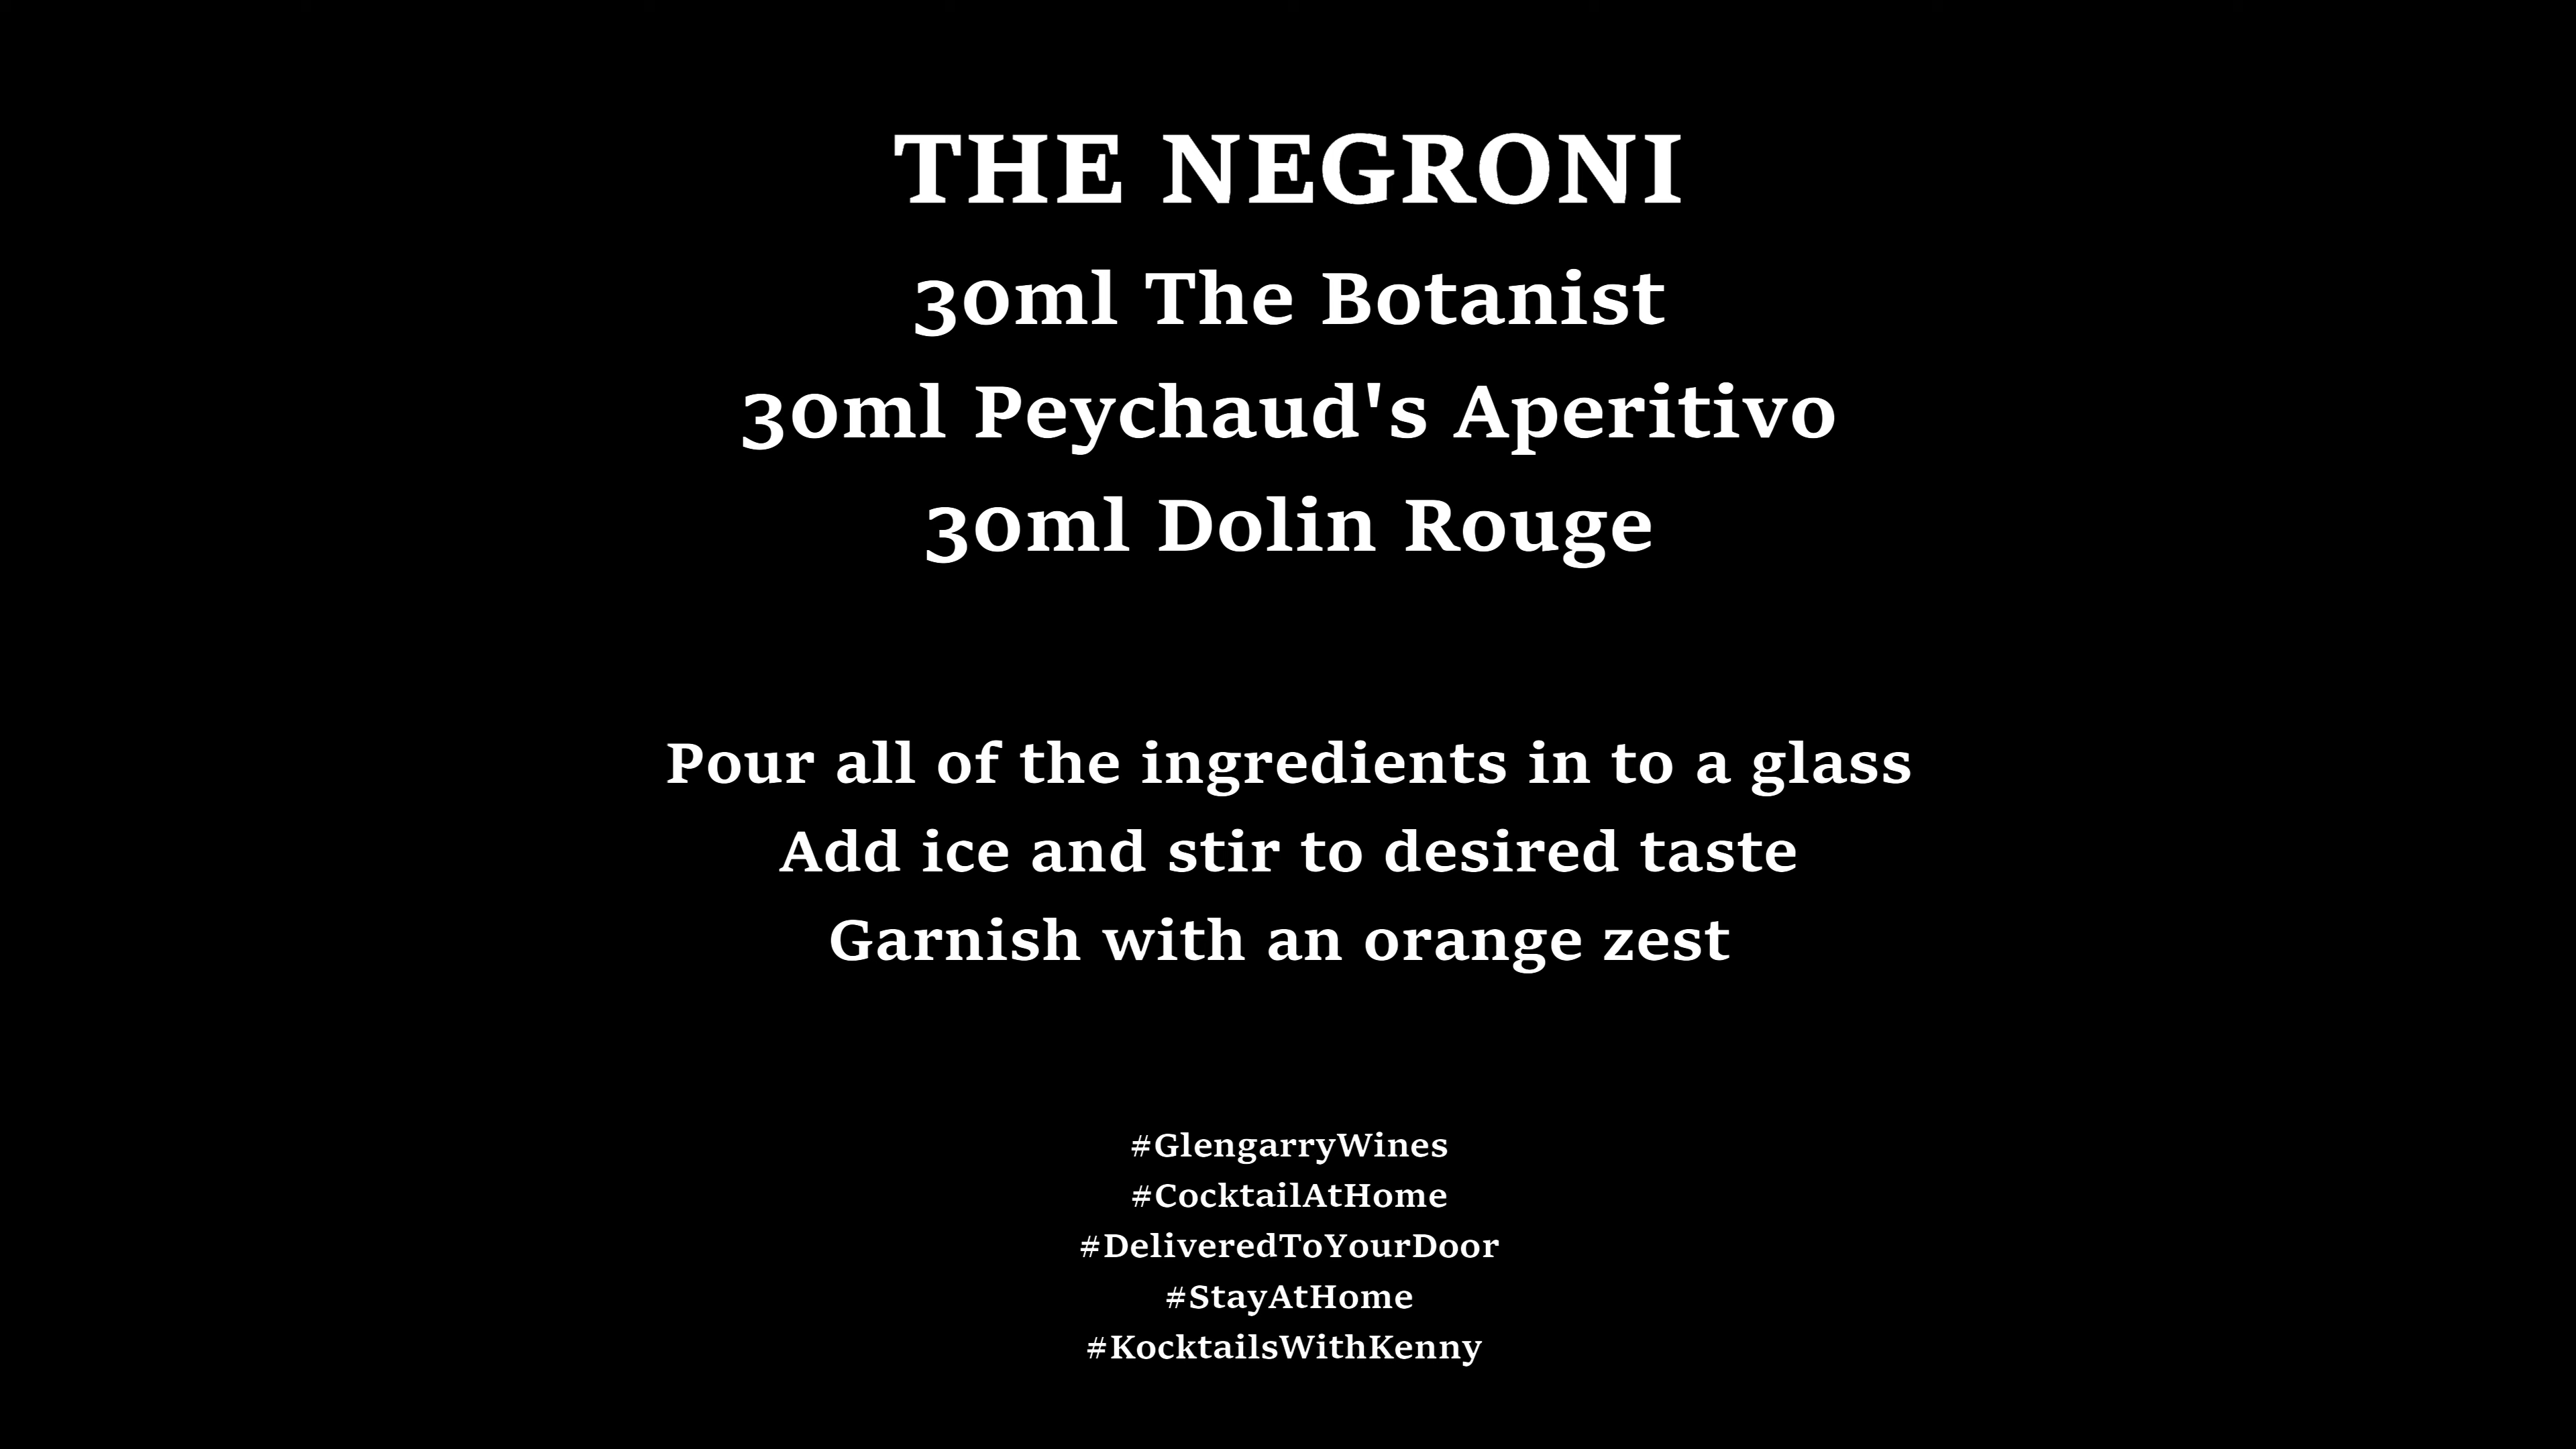 THE NEGRONI
30ml The Botanist
30ml Peychaud's Aperitivo
30ml Dolin Rouge
Pour all of the ingredients in to a glass
Add ice and stir to desired taste
Garnish with an orange zest
#GlengarryWines
#CocktailAtHome
#DeliveredToYourDoor
#StayAtHome
#KocktailsWithKenny